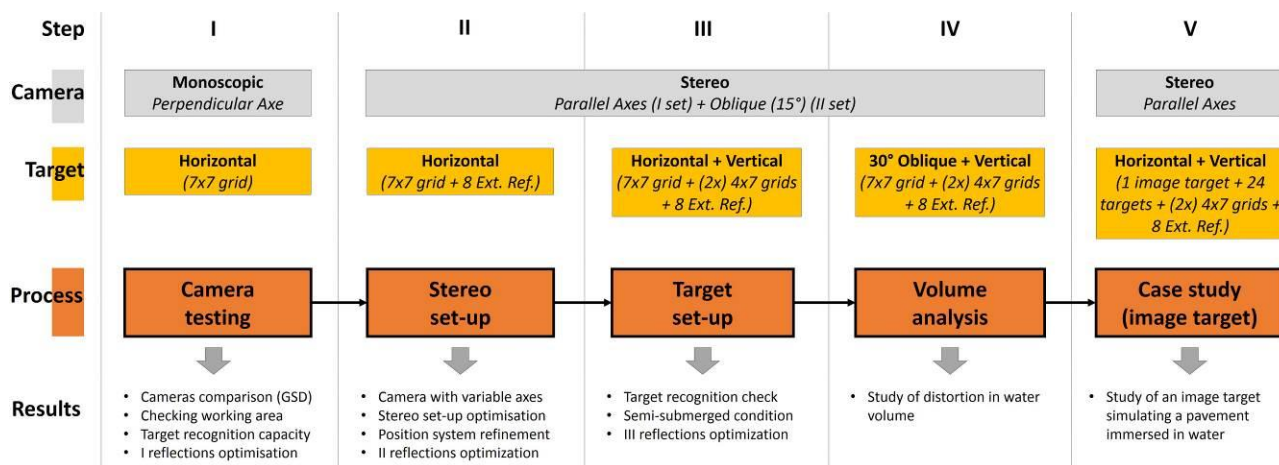 Step
I
II
III
IV
V
Camera
Monoscopic
Perpendicular Axe
Stereo
Parallel Axes (I set) + Oblique (15°) (II set)
Stereo
Parallel Axes
Target
Horizontal
(7x7 grid)
Horizontal
(7x7 grid + 8 Ext. Ref.)
Horizontal + Vertical
(7x7 grid + (2x) 4x7 grids
+ 8 Ext. Ref.)
30° Oblique + Vertical
(7x7 grid + (2x) 4x7 grids
+ 8 Ext. Ref.)
Horizontal + Vertical
(1 image target + 24
targets + (2x) 4x7 grids +
8 Ext. Ref.)
Process
Camera
testing
Stereo
set-up
Target
set-up
Volume
analysis
Case study
(image target)
Results
• Cameras comparison (GSD)
• Checking working area
• Target recognition capacity
• I reflections optimisation
• Camera with variable axes
• Stereo set-up optimisation
• Position system refinement
• II reflections optimization
• Target recognition check
• Semi-submerged condition
• III reflections optimization
• Study of distortion in water
volume
• Study of an image target
simulating a pavement
immersed in water